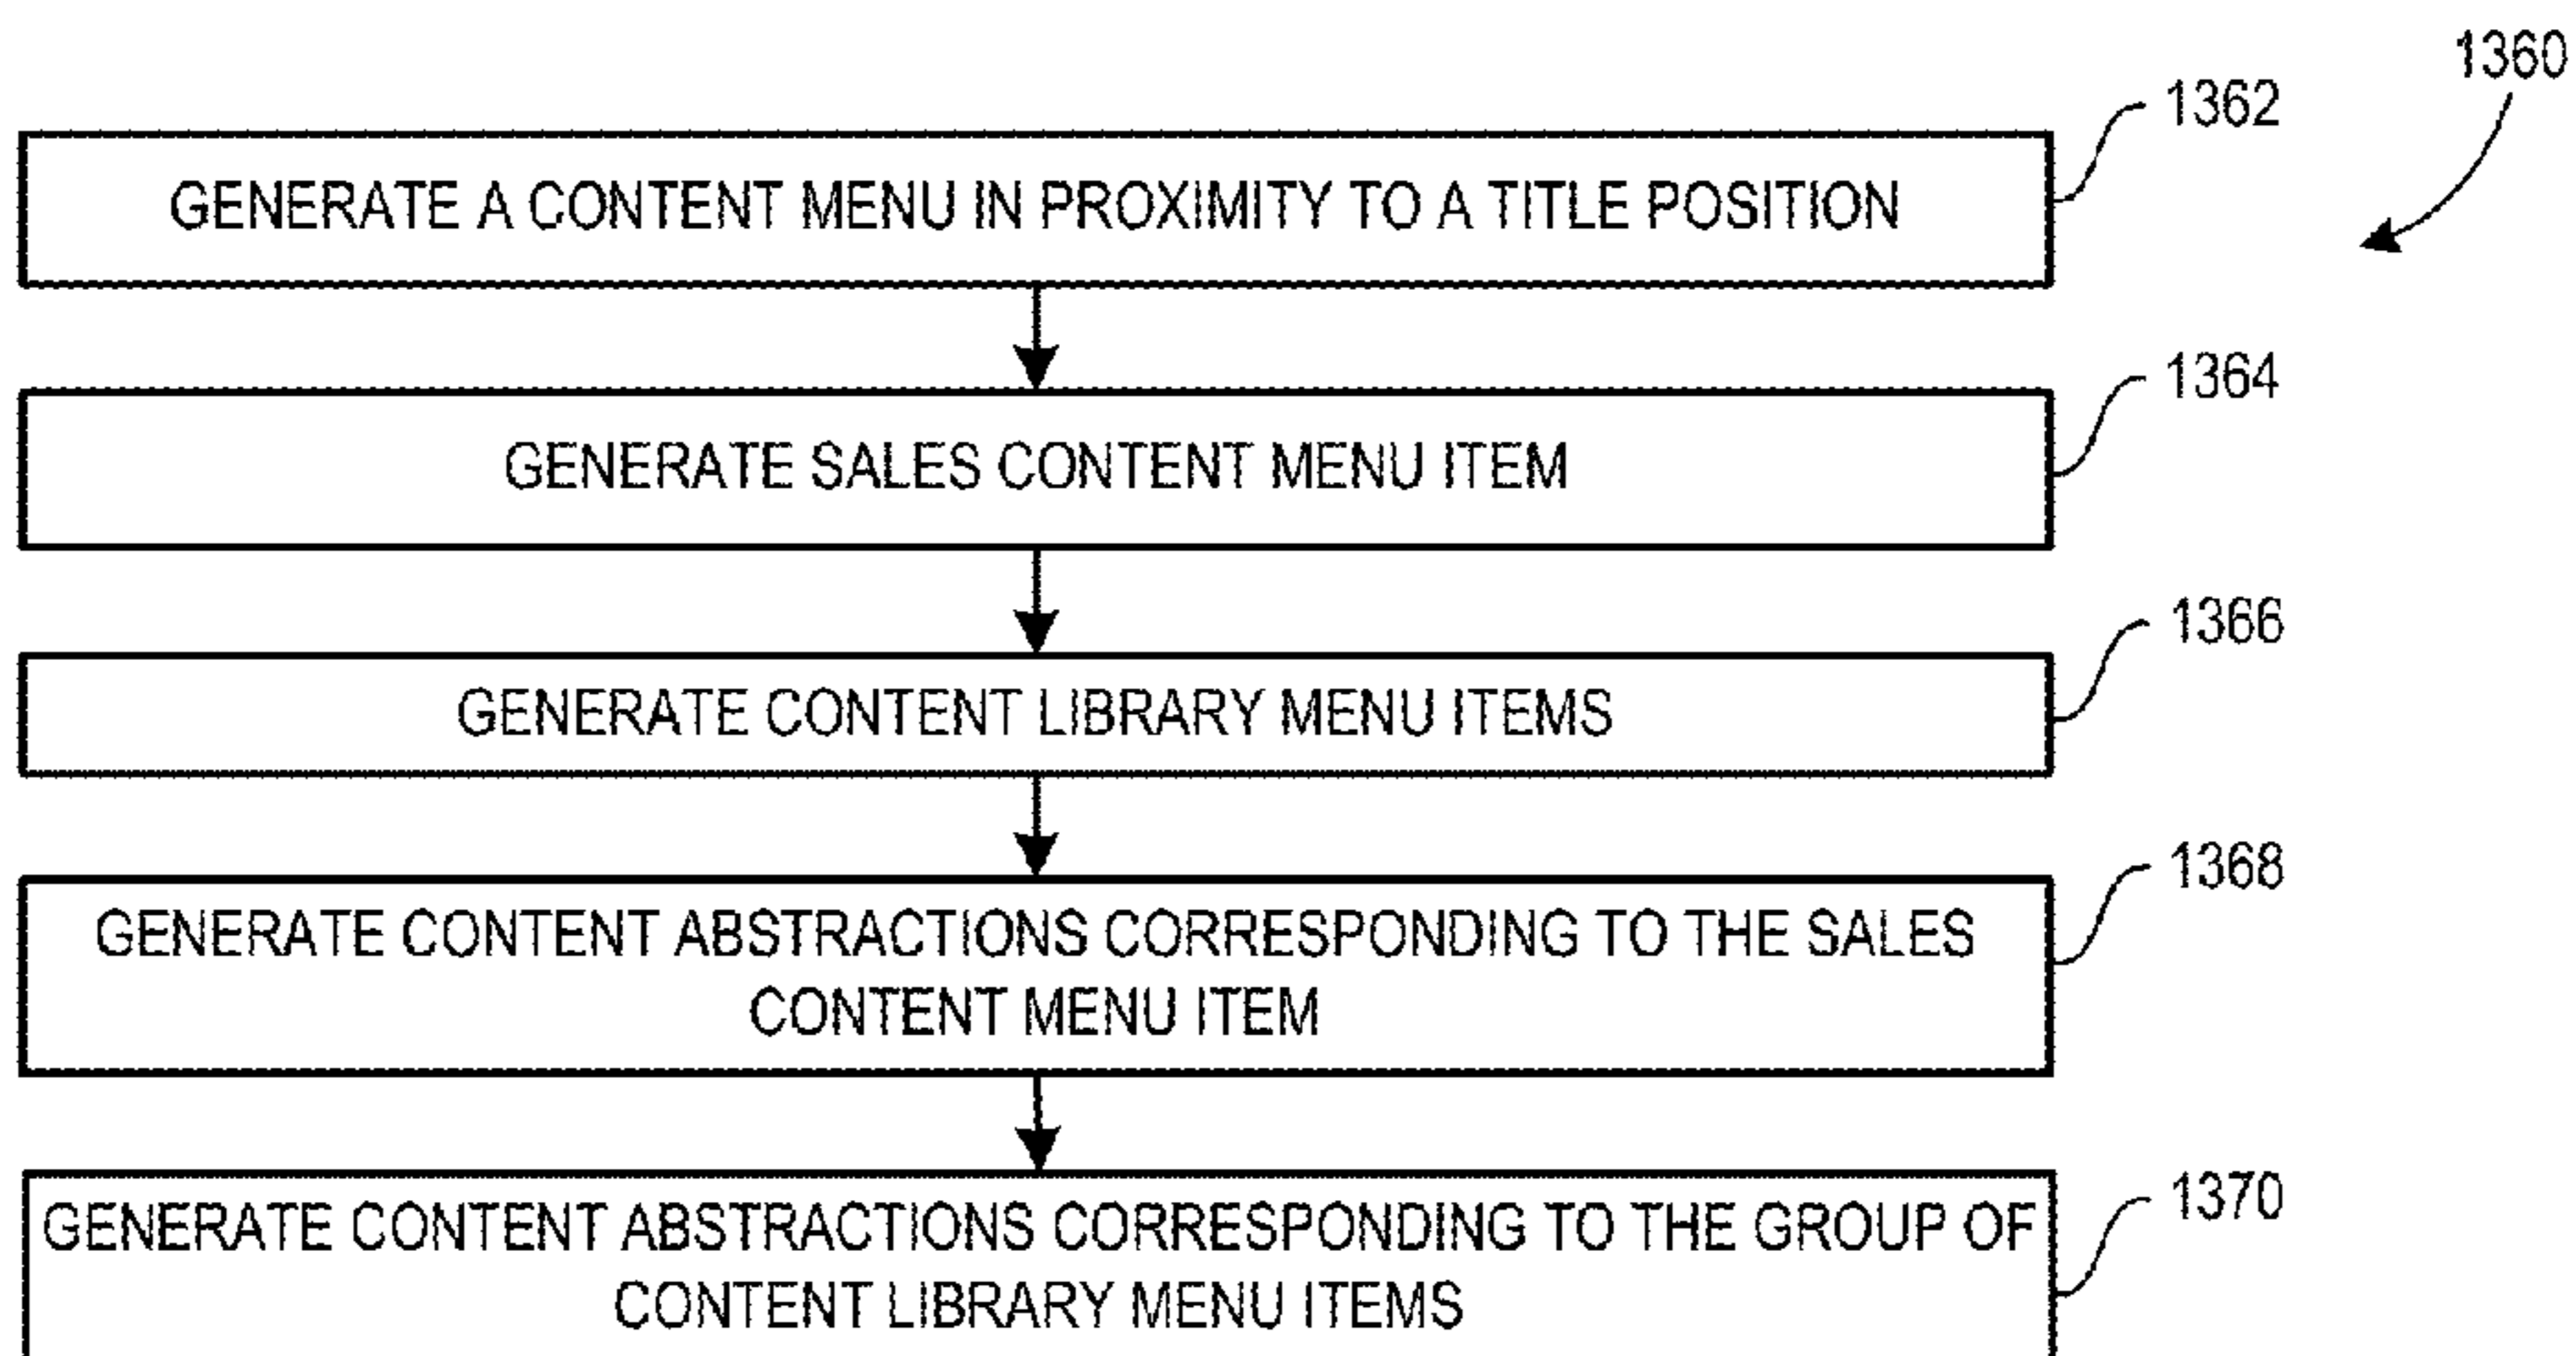 1360
1362
GENERATE A CONTENT MENU IN PROXIMITY TO A TITLE POSITION
1364
GENERATE SALES CONTENT MENU ITEM
1366
GENERATE CONTENT LIBRARY MENU ITEMS
1368
GENERATE CONTENT ABSTRACTIONS CORRESPONDING TO THE SALES
CONTENT MENU ITEM
1370
GENERATE CONTENT ABSTRACTIONS CORRESPONDING TO THE GROUP OF
CONTENT LIBRARY MENU ITEMS